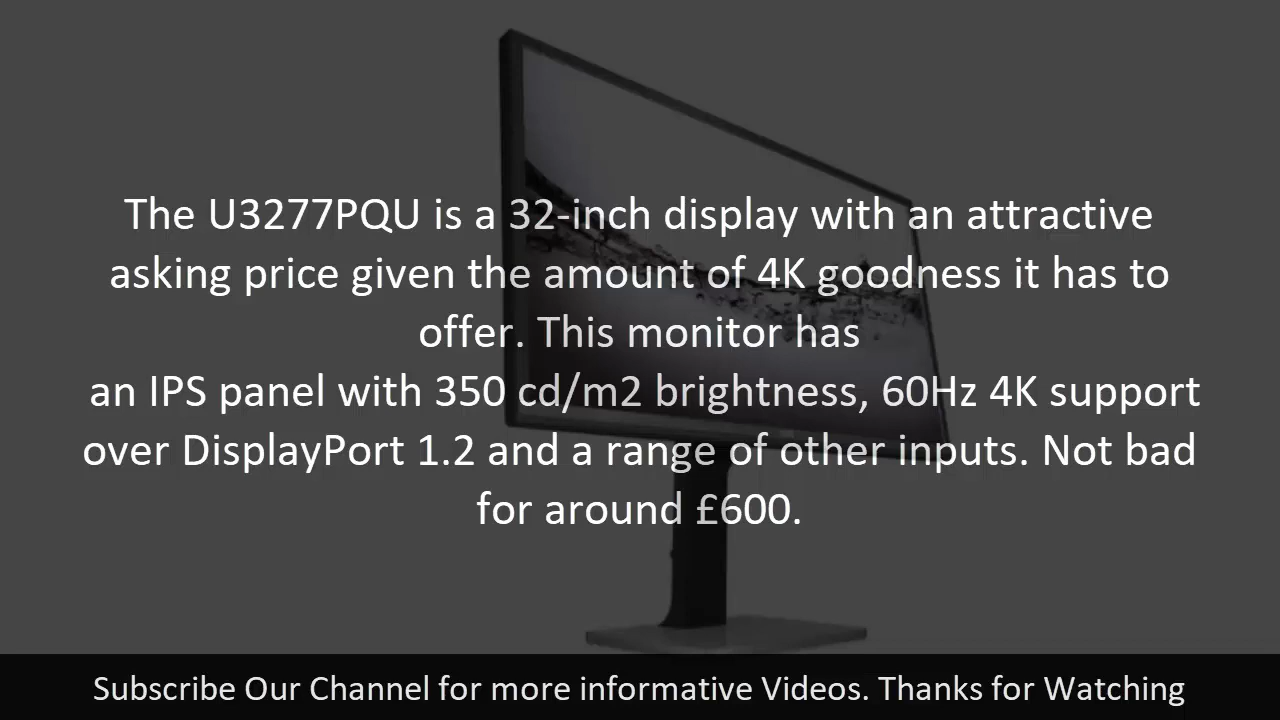 The U3277PQU is a 32-inch display with an attractive
asking price given the amount of 4K goodness it has to
offer. This monitor has
an IPS panel with 350 cd/m2 brightness, 60Hz 4K support
over DisplayPort 1.2 and a range of other inputs. Not bad
for around £600.
Subscribe Our Channel for more informative Videos. Thanks for Watching